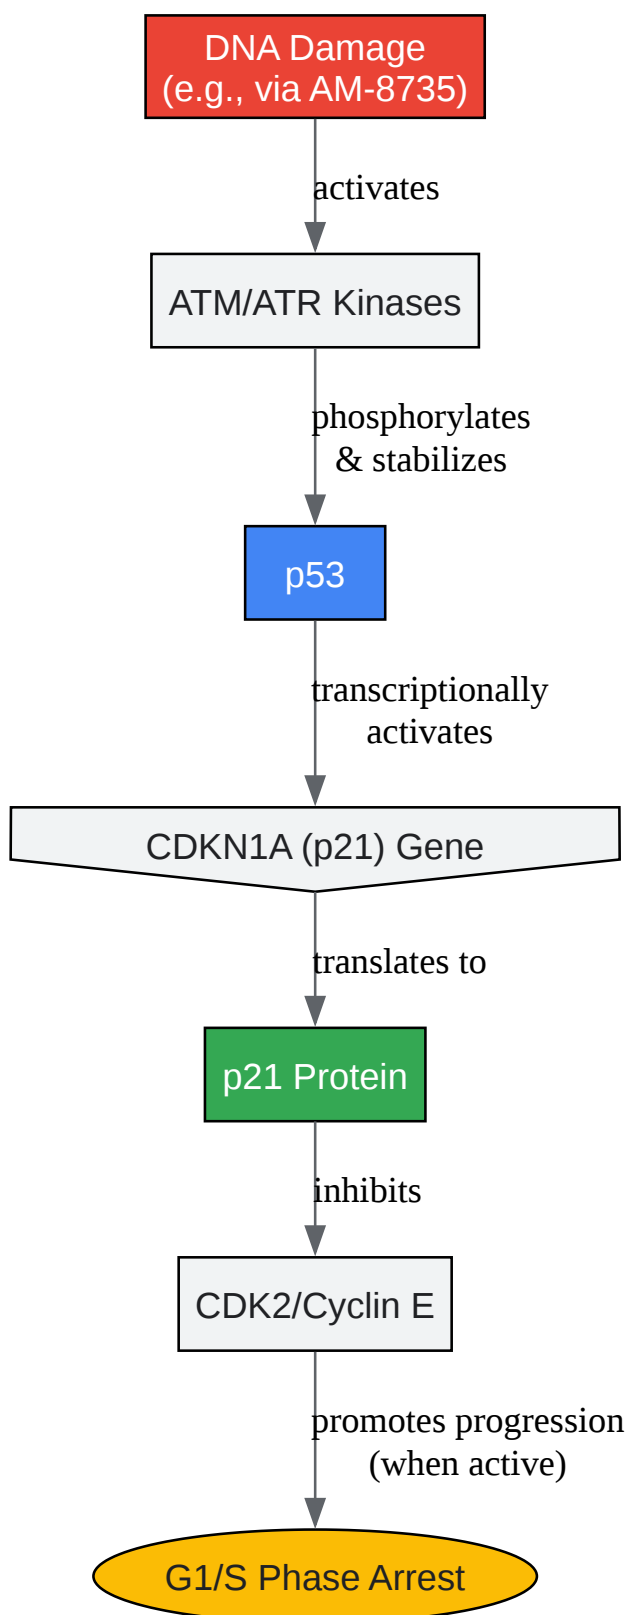 DNA Damage
(e.g., via AM-8735)
activates
ATM/ATR Kinases
phosphorylates
& stabilizes
p53
transcriptionally
activates
CDKN1A (p21) Gene
translates to
p21 Protein
inhibits
CDK2/Cyclin E
promotes progression
(when active)
G1/S Phase Arrest